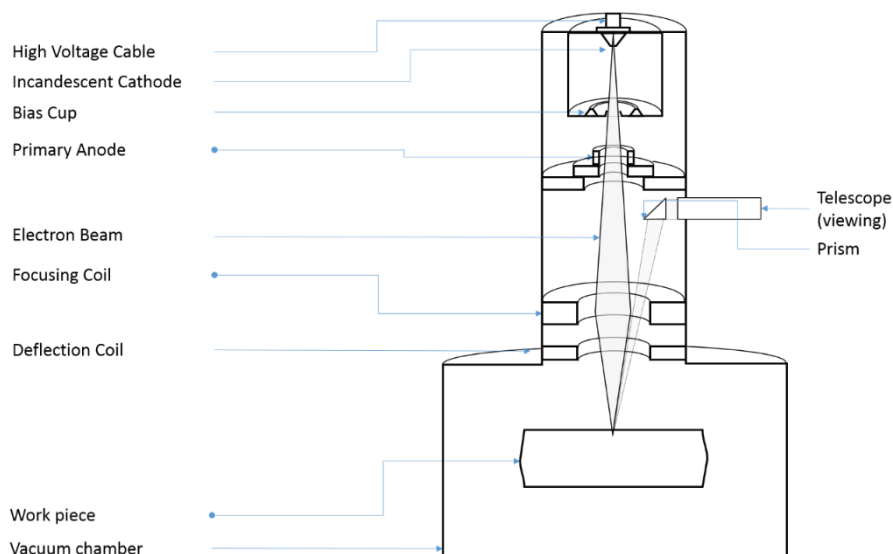 High Voltage Cable
Incandescent Cathode
Bias Cup
Primary Anode
Telescope
(viewing)
Electron Beam
Prism
Focusing Coil
Deflection Coil
Work piece
Vacuum chamber